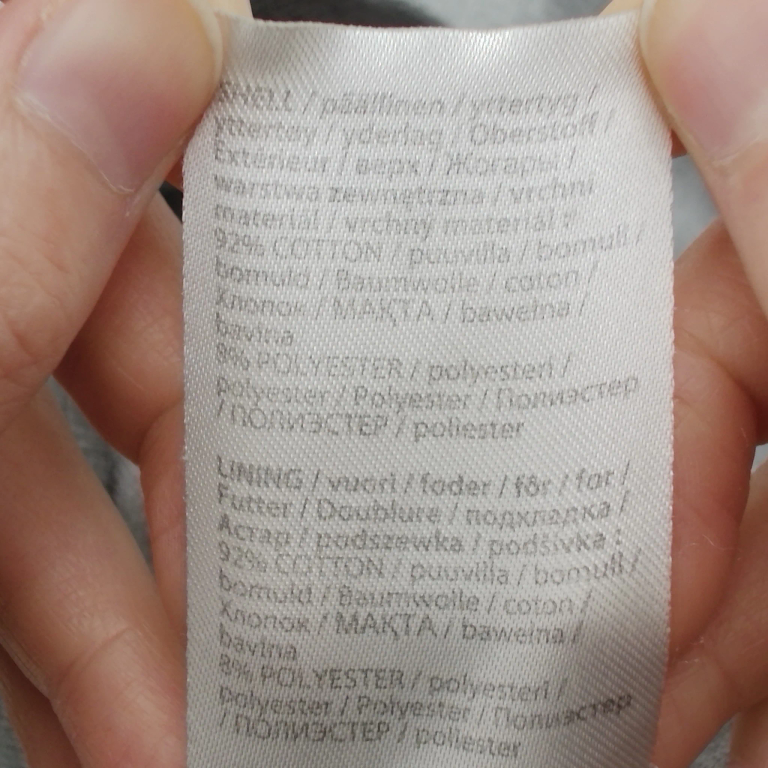 SHELL / päällinen / yttertyg /
yttertøy / yderlag / Oberstoff /
Extérieur / верх / Жоғарғы /
warstwa zewnętrzna / vrchní
materiál / vrchný materiál :
92% COTTON / puuvilla / bomull /
bomuld / Baumwolle / coton /
Хлопок / МАҚТА / bawełna /
bavlna
8% POLYESTER / polyesteri /
polyester / Polyester / Полиэстер
/ ПОЛИЭСТЕР / poliester
LINING / vuori / foder / fôr / for /
Futter / Doublure / подкладка /
Астар / podszewka / podšívka :
92% COTTON / puuvilla / bomull /
bomuld / Baumwolle / coton /
Хлопок / МАҚТА / bawełna /
bavlna
8% POLYESTER / polyesteri /
polyester / Polyester / Полиэстер
/ ПОЛИЭСТЕР / poliester